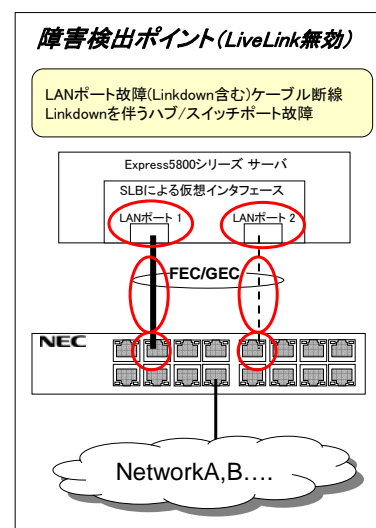 障害検出ポイント(LiveLink無効)
LANポート故障(Linkdown含む)ケーブル断線
Linkdownを伴うハブ/スイッチポート故障
Express5800シリーズ サーバ
SLBによる仮想インタフェース
LANポート 1
LANポート 2
FEC/GEC
NEC
NetworkA,B....